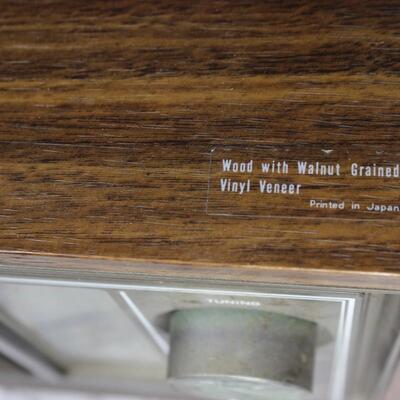 Wood with Walnut Grained
Vinyl Veneer
Printed in Japan
TUNING